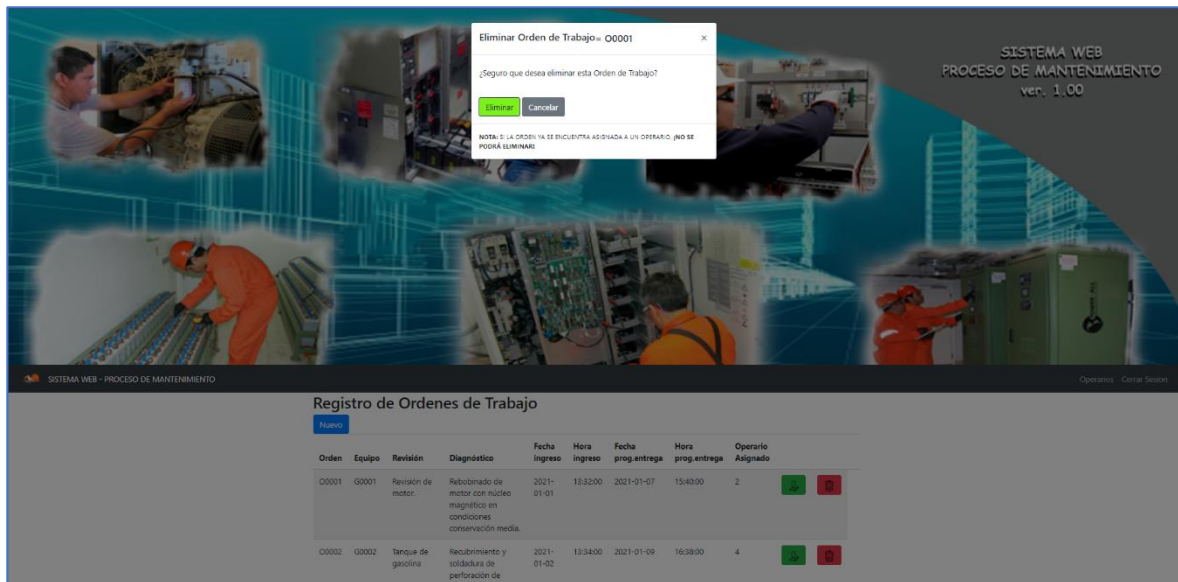 Eliminar Orden de Trabajo= O0001
×
¿Seguro que desea eliminar esta Orden de Trabajo?
Eliminar Cancelar
NOTA: SI LA ORDEN YA SE ENCUENTRA ASIGNADA A UN OPERARIO, ¡NO SE
PODRÁ ELIMINAR!
SISTEMA WEB
PROCESO DE MANTENIMIENTO
ver. 1.00
SISTEMA WEB - PROCESO DE MANTENIMIENTO
Operarios Cerrar Sesion
Registro de Ordenes de Trabajo
Nuevo
Orden Equipo Revisión Diagnóstico Fecha ingreso Hora ingreso Fecha prog.entrega Hora prog.entrega Operario Asignado
O0001 G0001 Revisión de motor. Rebobinado de motor con núcleo magnético en condiciones conservación media. 2021-01-01 13:32:00 2021-01-07 15:40:00 2
O0002 G0002 Tanque de gasolina Recubrimiento y soldadura de perforación de 2021-01-02 13:34:00 2021-01-09 16:38:00 4